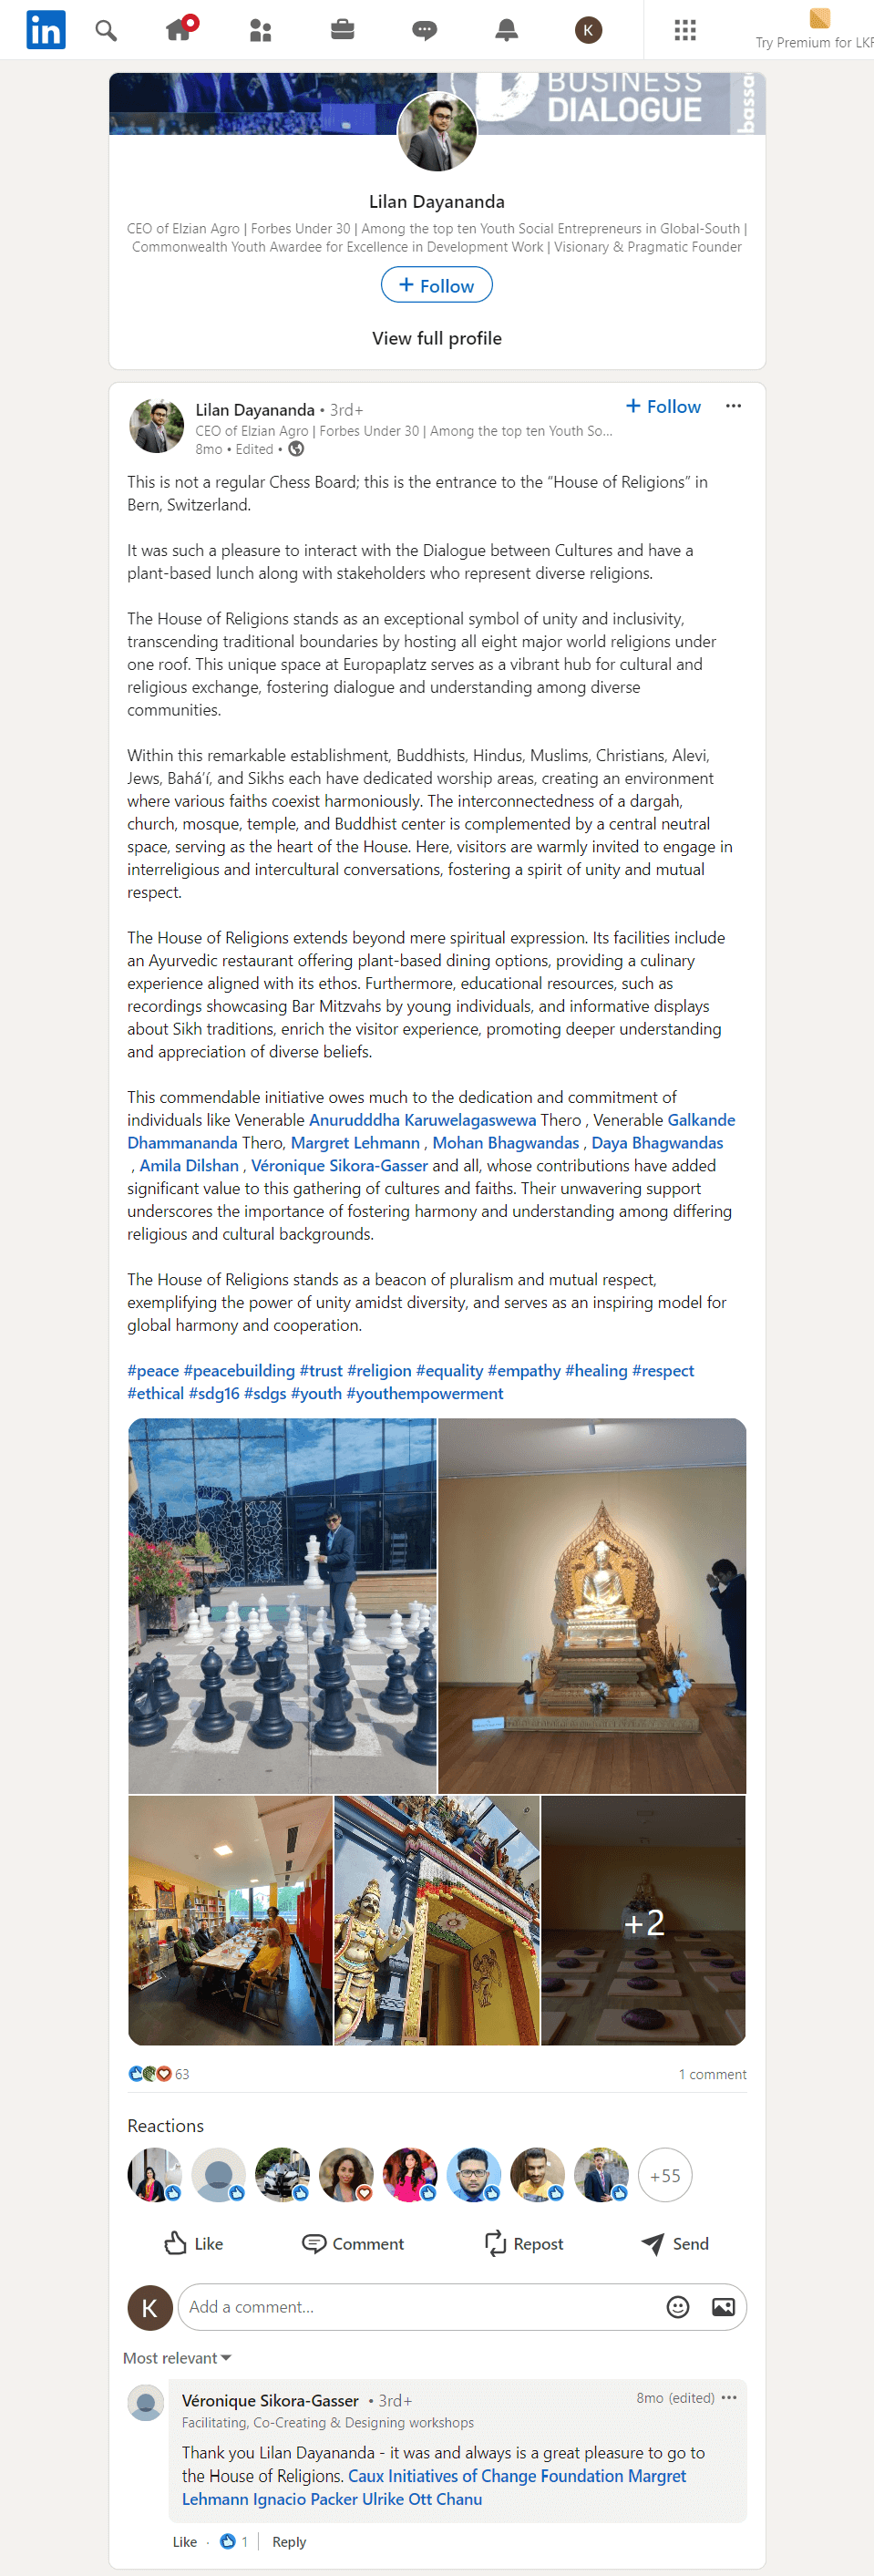 in
K
Try Premium for LKR
BUSINESS
DIALOGUE
bassa
Lilan Dayananda
CEO of Elzian Agro | Forbes Under 30 | Among the top ten Youth Social Entrepreneurs in Global-South |
Commonwealth Youth Awardee for Excellence in Development Work | Visionary & Pragmatic Founder
+ Follow
View full profile
Lilan Dayananda • 3rd+
+ Follow ···
CEO of Elzian Agro | Forbes Under 30 | Among the top ten Youth So...
8mo • Edited •
This is not a regular Chess Board; this is the entrance to the “House of Religions” in
Bern, Switzerland.
It was such a pleasure to interact with the Dialogue between Cultures and have a
plant-based lunch along with stakeholders who represent diverse religions.
The House of Religions stands as an exceptional symbol of unity and inclusivity,
transcending traditional boundaries by hosting all eight major world religions under
one roof. This unique space at Europaplatz serves as a vibrant hub for cultural and
religious exchange, fostering dialogue and understanding among diverse
communities.
Within this remarkable establishment, Buddhists, Hindus, Muslims, Christians, Alevi,
Jews, Bahá’í, and Sikhs each have dedicated worship areas, creating an environment
where various faiths coexist harmoniously. The interconnectedness of a dargah,
church, mosque, temple, and Buddhist center is complemented by a central neutral
space, serving as the heart of the House. Here, visitors are warmly invited to engage in
interreligious and intercultural conversations, fostering a spirit of unity and mutual
respect.
The House of Religions extends beyond mere spiritual expression. Its facilities include
an Ayurvedic restaurant offering plant-based dining options, providing a culinary
experience aligned with its ethos. Furthermore, educational resources, such as
recordings showcasing Bar Mitzvahs by young individuals, and informative displays
about Sikh traditions, enrich the visitor experience, promoting deeper understanding
and appreciation of diverse beliefs.
This commendable initiative owes much to the dedication and commitment of
individuals like Venerable Anurudddha Karuwelagaswewa Thero , Venerable Galkande
Dhammananda Thero, Margret Lehmann , Mohan Bhagwandas , Daya Bhagwandas
, Amila Dilshan , Véronique Sikora-Gasser and all, whose contributions have added
significant value to this gathering of cultures and faiths. Their unwavering support
underscores the importance of fostering harmony and understanding among differing
religious and cultural backgrounds.
The House of Religions stands as a beacon of pluralism and mutual respect,
exemplifying the power of unity amidst diversity, and serves as an inspiring model for
global harmony and cooperation.
#peace #peacebuilding #trust #religion #equality #empathy #healing #respect
#ethical #sdg16 #sdgs #youth #youthempowerment
+2
63
1 comment
Reactions
+55
Like
Comment
Repost
Send
K
Add a comment...
Most relevant
Véronique Sikora-Gasser • 3rd+
8mo (edited) ···
Facilitating, Co-Creating & Designing workshops
Thank you Lilan Dayananda - it was and always is a great pleasure to go to
the House of Religions. Caux Initiatives of Change Foundation Margret
Lehmann Ignacio Packer Ulrike Ott Chanu
Like · 1 | Reply